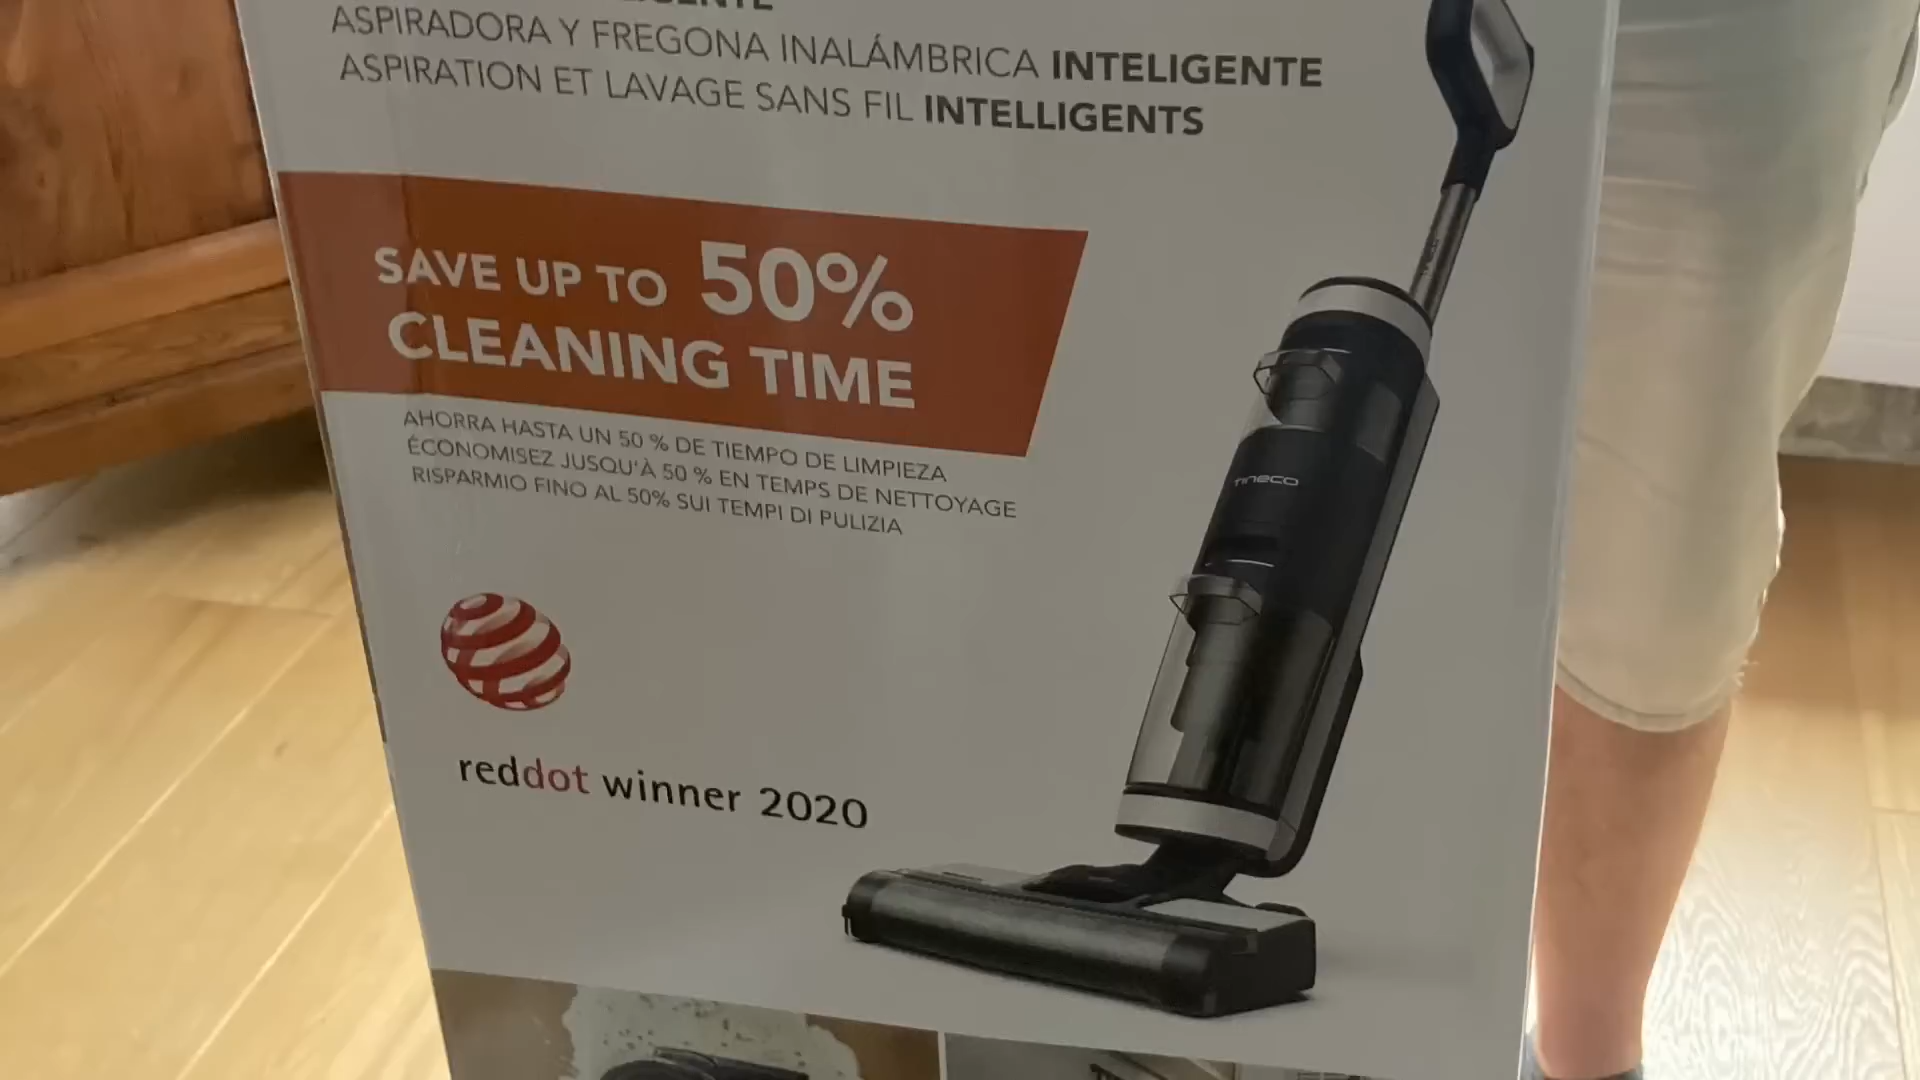 ASPIRADORA Y FREGONA INALÁMBRICA INTELIGENTE
ASPIRATION ET LAVAGE SANS FIL INTELLIGENTS
SAVE UP TO 50%
CLEANING TIME
AHORRA HASTA UN 50 % DE TIEMPO DE LIMPIEZA
ÉCONOMISEZ JUSQU'À 50 % EN TEMPS DE NETTOYAGE
RISPARMIO FINO AL 50% SUI TEMPI DI PULIZIA
TINECO
reddot winner 2020